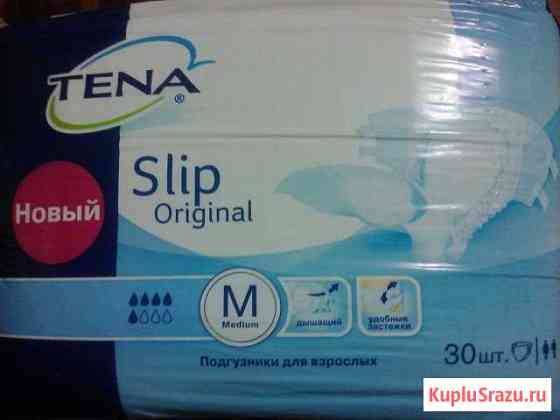 TENA®
Slip
Original
Новый
M
Medium
дышащий
удобные
застежки
Подгузники для взрослых
30шт.
KupluSrazu.ru